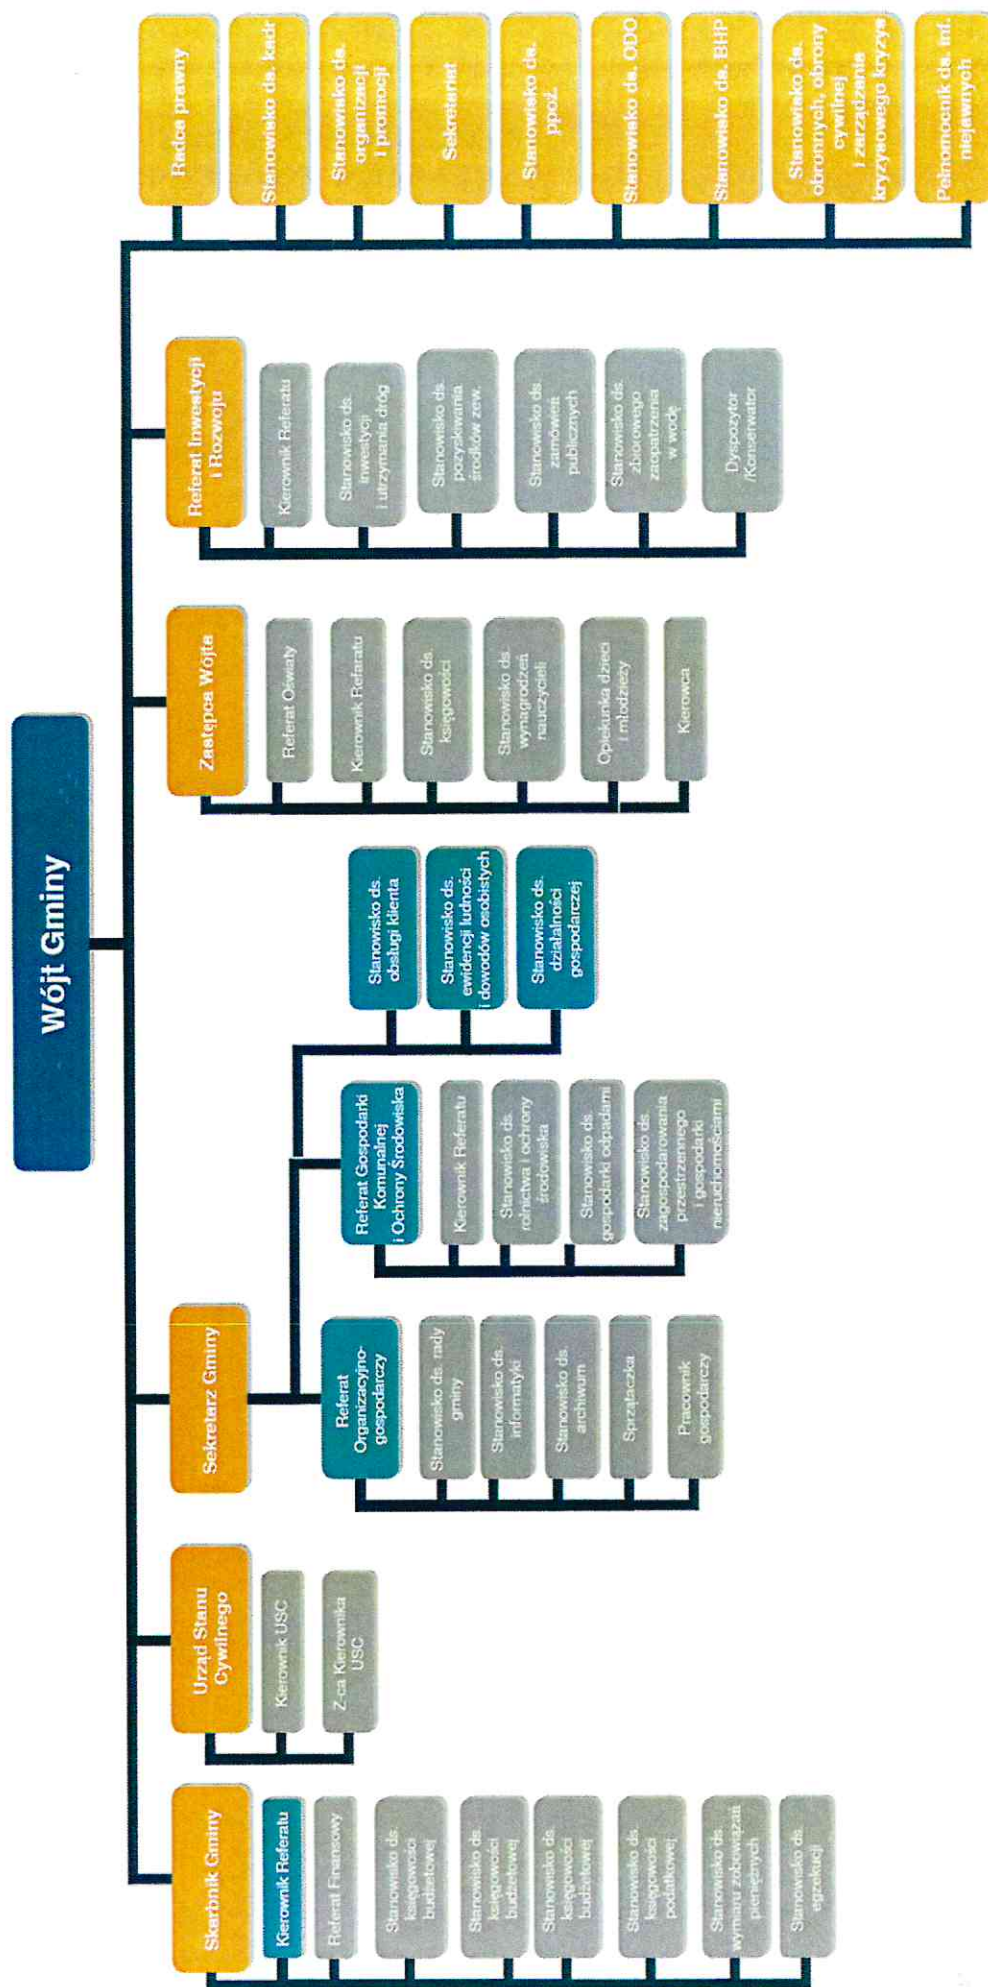 Wójt Gminy
Skarbnik Gminy
Kierownik Referatu
Referat Finansowy
Stanowisko ds.
księgowości
budżetowej
Stanowisko ds.
księgowości
budżetowej
Stanowisko ds.
księgowości
budżetowej
Stanowisko ds.
księgowości
podatkowej
Stanowisko ds.
wymiaru zobowiązań
pieniężnych
Stanowisko ds.
egzekucji
Urząd Stanu
Cywilnego
Kierownik USC
Z-ca Kierownika
USC
Sekretarz Gminy
Referat
Organizacyjno-
gospodarczy
Stanowisko ds. rady
gminy
Stanowisko ds.
informatyki
Stanowisko ds.
archiwum
Sprzątaczka
Pracownik
gospodarczy
Referat Gospodarki
Komunalnej
i Ochrony Środowiska
Kierownik Referatu
Stanowisko ds.
rolnictwa i ochrony
środowiska
Stanowisko ds.
gospodarki odpadami
Stanowisko ds.
zagospodarowania
przestrzennego
i gospodarki
nieruchomościami
Stanowisko ds.
obsługi klienta
Stanowisko ds.
ewidencji ludności
i dowodów osobistych
Stanowisko ds.
działalności
gospodarczej
Zastępca Wójta
Referat Oświaty
Kierownik Referatu
Stanowisko ds.
księgowości
Stanowisko ds.
wynagrodzeń
nauczycieli
Opiekunka dzieci
i młodzieży
Kierowca
Referat Inwestycji
i Rozwoju
Kierownik Referatu
Stanowisko ds.
inwestycji
i utrzymania dróg
Stanowisko ds.
pozyskiwania
środków zew.
Stanowisko ds.
zamówień
publicznych
Stanowisko ds.
zbiorowego
zaopatrzenia
w wodę
Dyspozytor
/Konserwator
Radca prawny
Stanowisko ds. kadr
Stanowisko ds.
organizacji
i promocji
Sekretariat
Stanowisko ds.
ppoż.
Stanowisko ds. ODO
Stanowisko ds. BHP
Stanowisko ds.
obronnych, obrony
cywilnej
i zarządzania
kryzysowego kryzys
Pełnomocnik ds. inf.
niejawnych